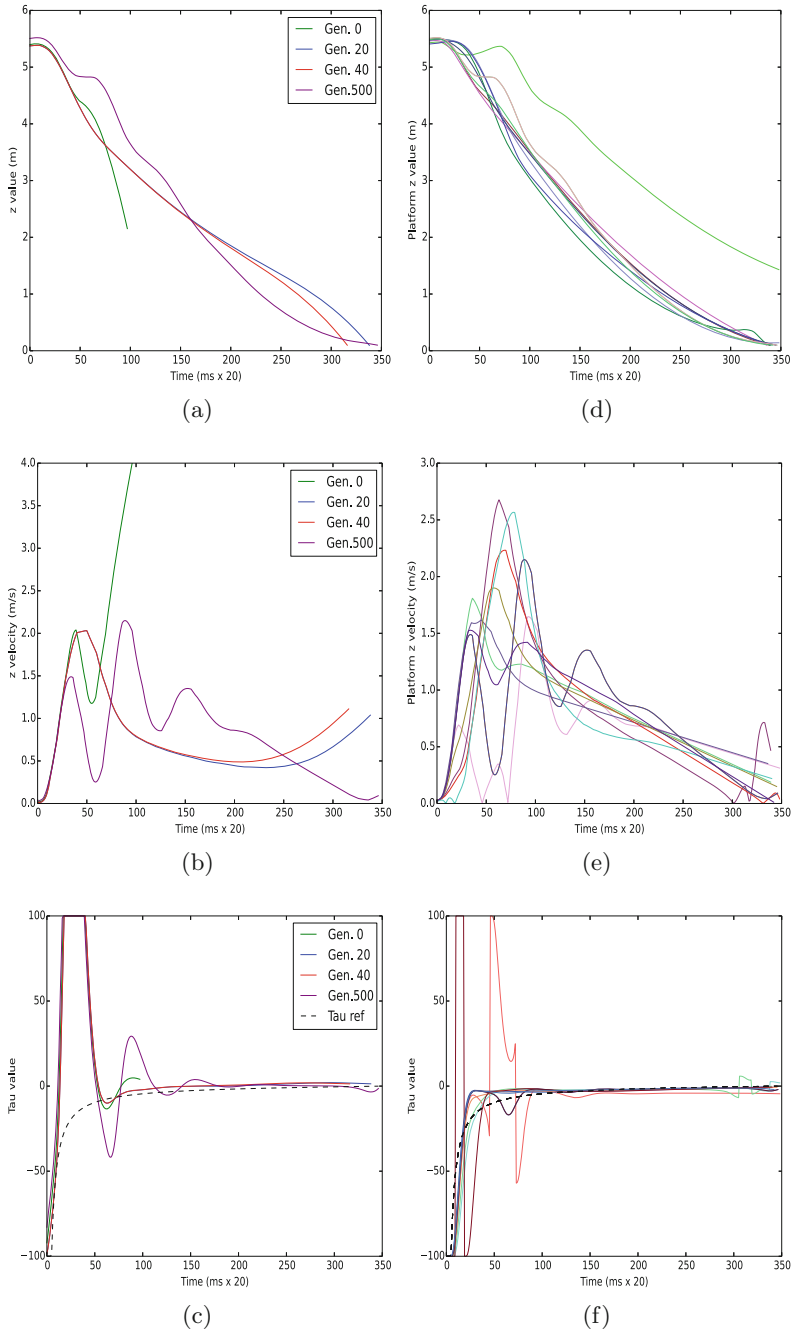 6
5
4
3
2
1
0
z value (m)
0 50 100 150 200 250 300 350
Time (ms x 20)
Gen. 0
Gen. 20
Gen. 40
Gen.500
(a)
6
5
4
3
2
1
0
Platform z value (m)
0 50 100 150 200 250 300 350
Time (ms x 20)
(d)
4.0
3.5
3.0
2.5
2.0
1.5
1.0
0.5
0.0
z velocity (m/s)
0 50 100 150 200 250 300 350
Time (ms x 20)
Gen. 0
Gen. 20
Gen. 40
Gen.500
(b)
3.0
2.5
2.0
1.5
1.0
0.5
0.0
Platform z velocity (m/s)
0 50 100 150 200 250 300 350
Time (ms x 20)
(e)
100
50
0
−50
−100
Tau value
0 50 100 150 200 250 300 350
Time (ms x 20)
Gen. 0
Gen. 20
Gen. 40
Gen.500
Tau ref
(c)
100
50
0
−50
−100
Tau value
0 50 100 150 200 250 300 350
Time (ms x 20)
(f)